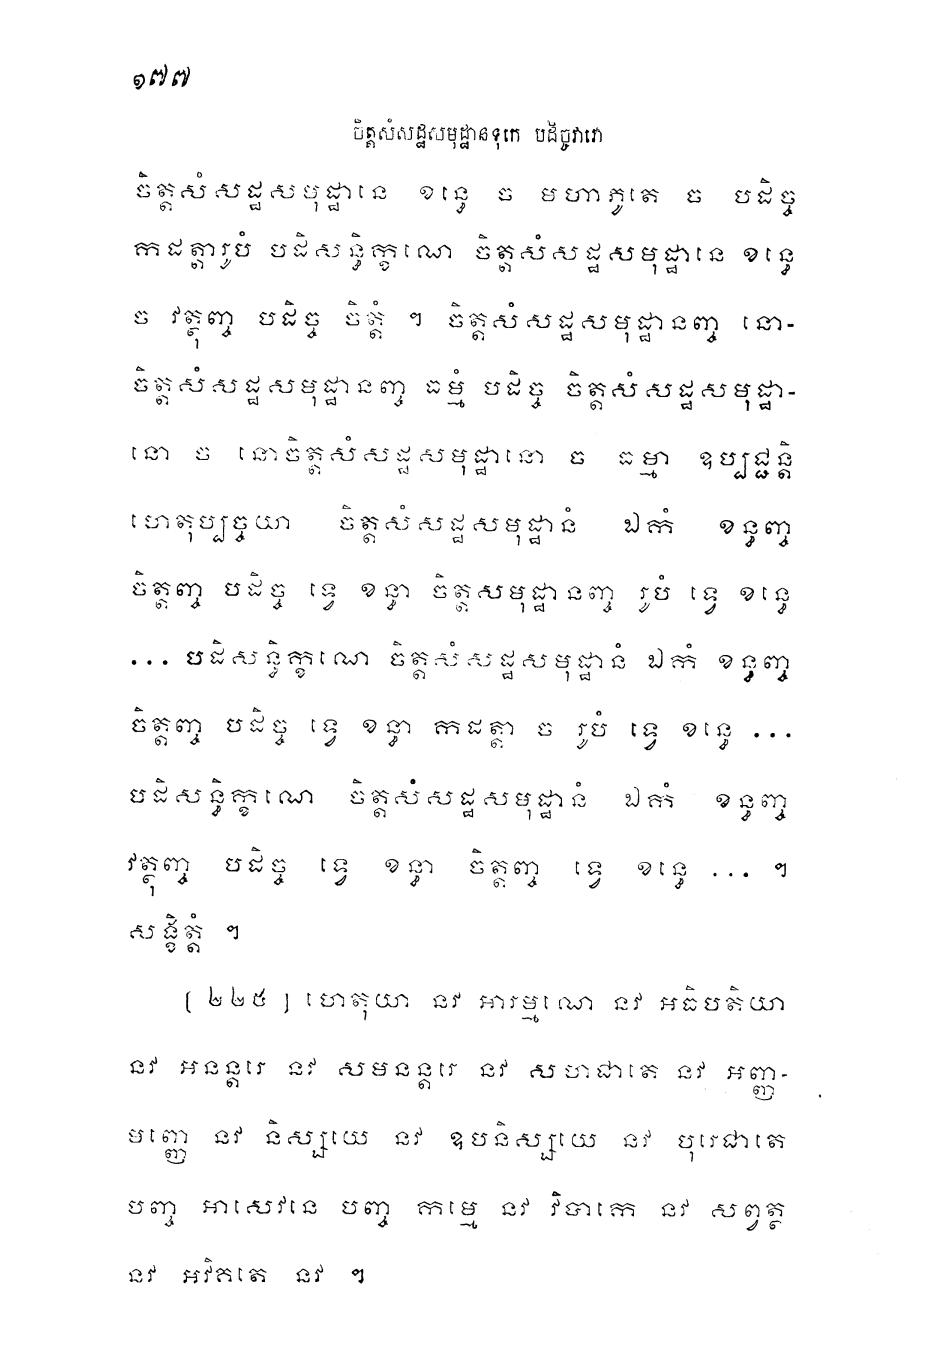 ១៧៧
ចិត្តសំសដ្ឋសមុដ្ឋានទុកេ បដិច្ចវារោ
ចិត្តសំសដ្ឋសមុដ្ឋានេ ខន្ធេ ច មហាភូតេ ច បដិច្ច
កដត្តារូបំ បដិសន្ធិក្ខណេ ចិត្តសំសដ្ឋសមុដ្ឋានេ ខន្ធេ
ច វត្ថុញ្ច បដិច្ច ចិត្តំ ។ ចិត្តសំសដ្ឋសមុដ្ឋានញ្ច នោ-
ចិត្តសំសដ្ឋសមុដ្ឋានញ្ច ធម្មំ បដិច្ច ចិត្តសំសដ្ឋសមុដ្ឋា-
នោ ច នោចិត្តសំសដ្ឋសមុដ្ឋានោ ច ធម្មា ឧប្បជ្ជន្តិ
ហេតុប្បច្ចយា ចិត្តសំសដ្ឋសមុដ្ឋានំ ឯកំ ខន្ធញ្ច
ចិត្តញ្ច បដិច្ច ទ្វេ ខន្ធា ចិត្តសមុដ្ឋានញ្ច រូបំ ទ្វេ ខន្ធេ
... បដិសន្ធិក្ខណេ ចិត្តសំសដ្ឋសមុដ្ឋានំ ឯកំ ខន្ធញ្ច
ចិត្តញ្ច បដិច្ច ទ្វេ ខន្ធា កដត្តា ច រូបំ ទ្វេ ខន្ធេ ...
បដិសន្ធិក្ខណេ ចិត្តសំសដ្ឋសមុដ្ឋានំ ឯកំ ខន្ធញ្ច
វត្ថុញ្ច បដិច្ច ទ្វេ ខន្ធា ចិត្តញ្ច ទ្វេ ខន្ធេ ... ។
សង្ខិត្តំ ។
[ ២២៥ ] ហេតុយា នវ អារម្មណេ នវ អធិបតិយា
នវ អនន្តរេ នវ សមនន្តរេ នវ សហជាតេ នវ អញ្ញ-
មញ្ញេ នវ និស្សយេ នវ ឧបនិស្សយេ នវ បុរេជាតេ
បញ្ច អាសេវនេ បញ្ច កម្មេ នវ វិបាកេ នវ សព្វត្ថ
នវ អវិគតេ នវ ។